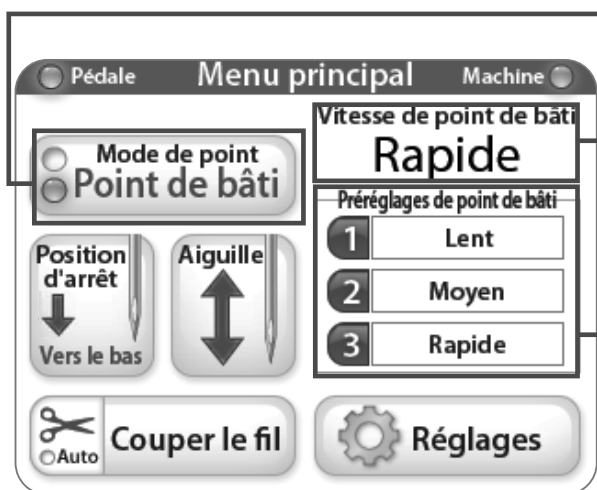 Pédale Menu principal Machine
Mode de point
Point de bâti
Vitesse de point de bâti
Rapide
Préréglages de point de bâti
1 Lent
2 Moyen
3 Rapide
Position
d'arrêt
Vers le bas
Aiguille
Auto
Couper le fil
Réglages